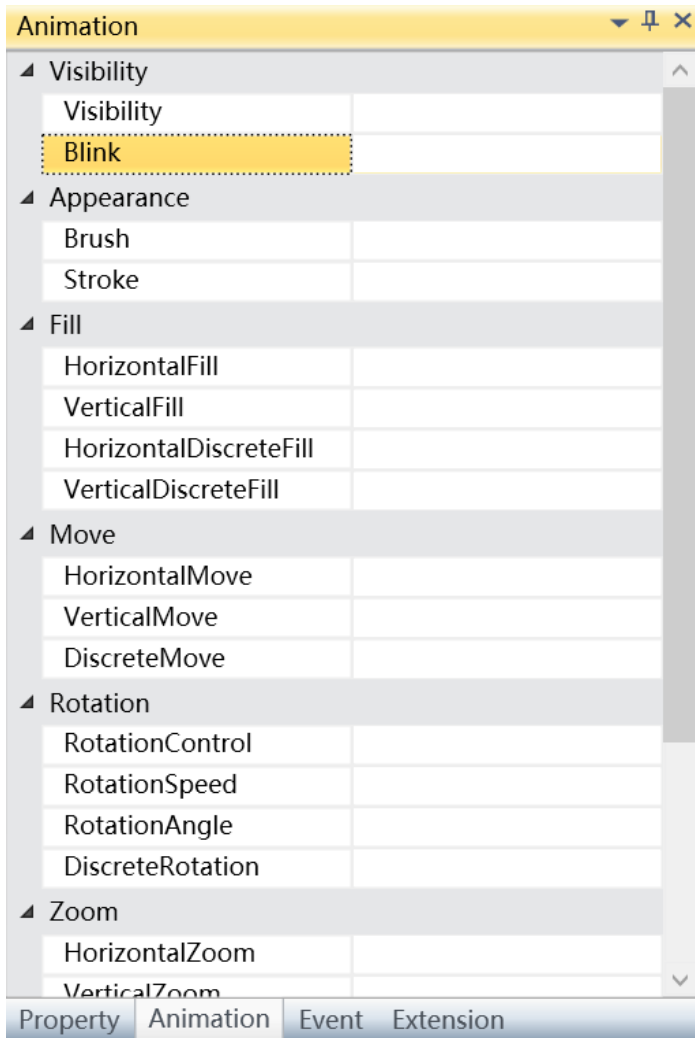 Animation
Visibility
Visibility
Blink
Appearance
Brush
Stroke
Fill
HorizontalFill
VerticalFill
HorizontalDiscreteFill
VerticalDiscreteFill
Move
HorizontalMove
VerticalMove
DiscreteMove
Rotation
RotationControl
RotationSpeed
RotationAngle
DiscreteRotation
Zoom
HorizontalZoom
VerticalZoom
Property Animation Event Extension